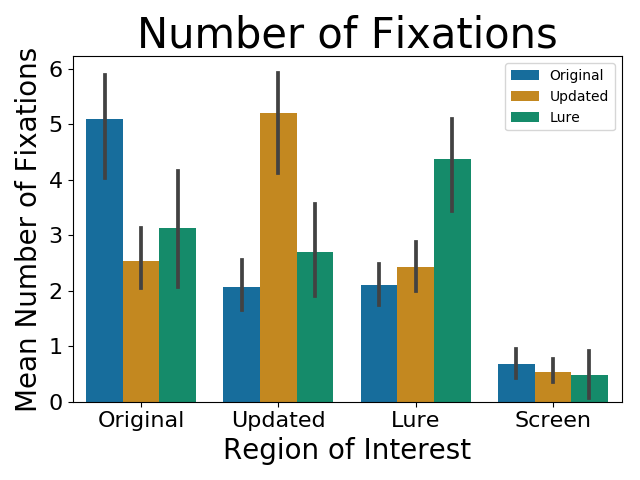 Number of Fixations
Mean Number of Fixations
6
5
4
3
2
1
0
Original
Updated
Lure
Original
Updated
Lure
Screen
Region of Interest